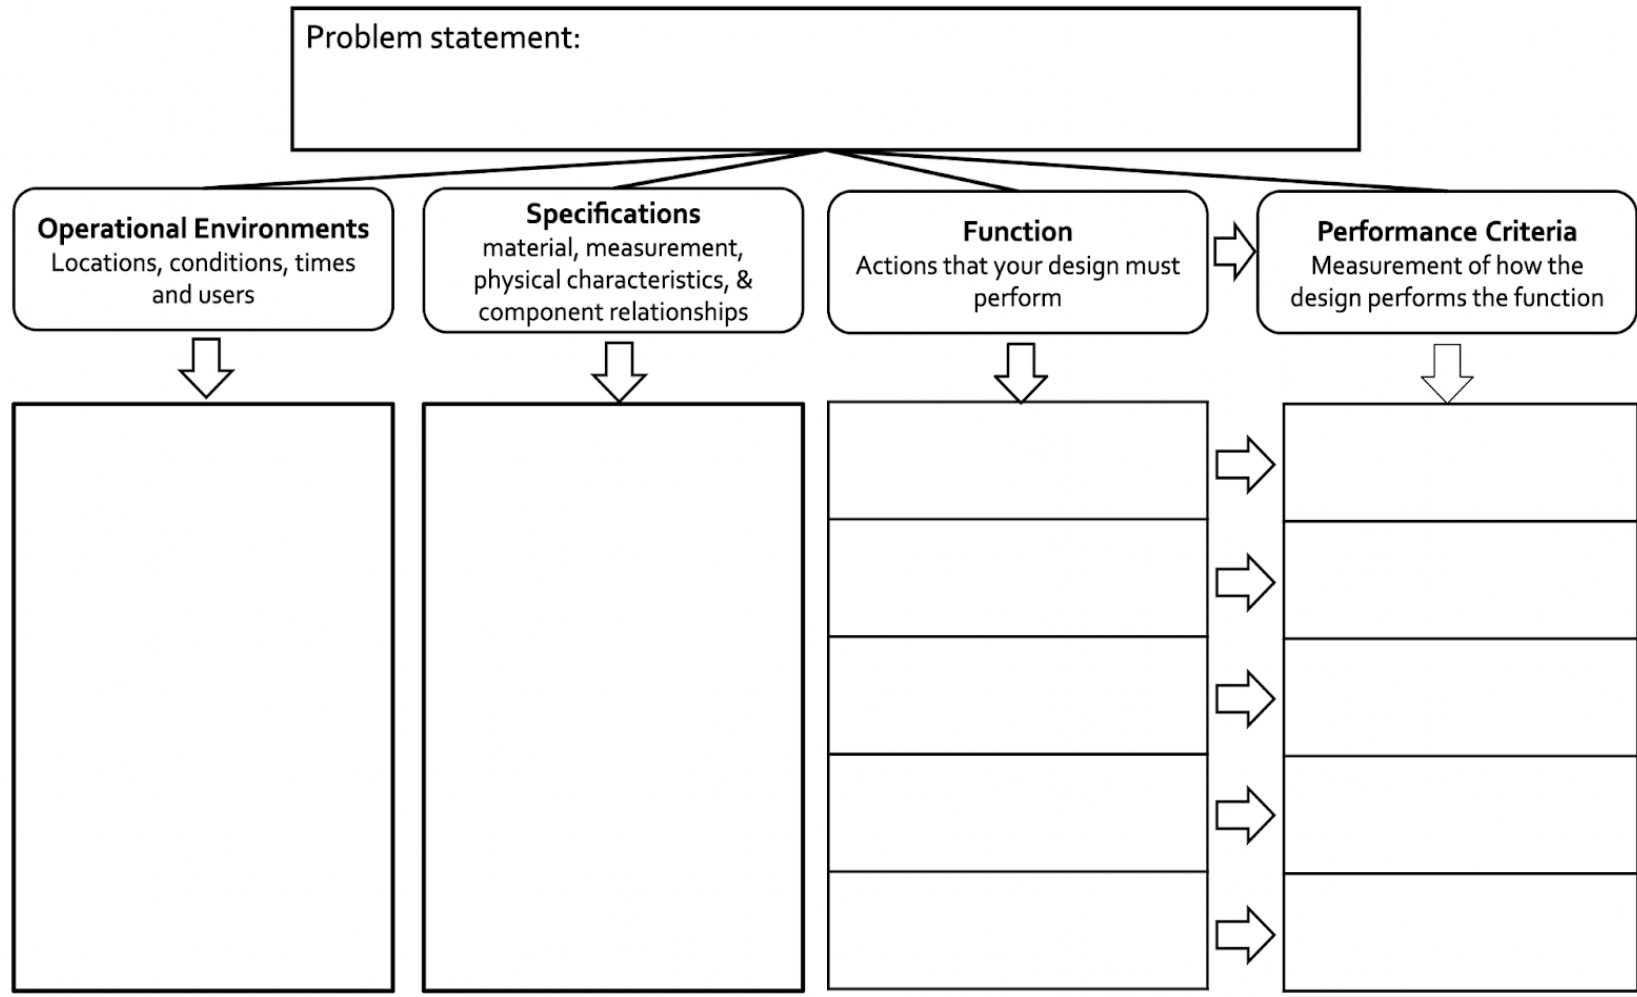 Problem statement:
Operational Environments
Locations, conditions, times
and users
Specifications
material, measurement,
physical characteristics, &
component relationships
Function
Actions that your design must
perform
Performance Criteria
Measurement of how the
design performs the function